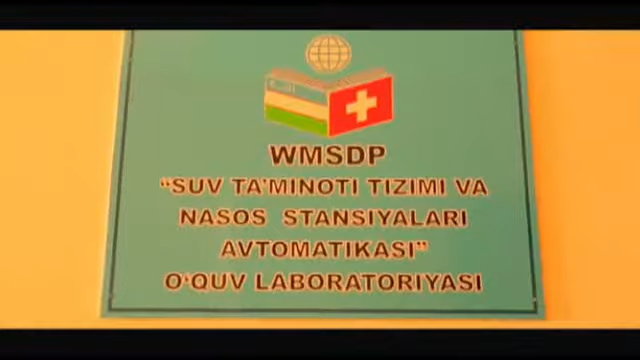 WMSDP
“SUV TA'MINOTI TIZIMI VA
NASOS STANSIYALARI
AVTOMATIKASI”
O‘QUV LABORATORIYASI